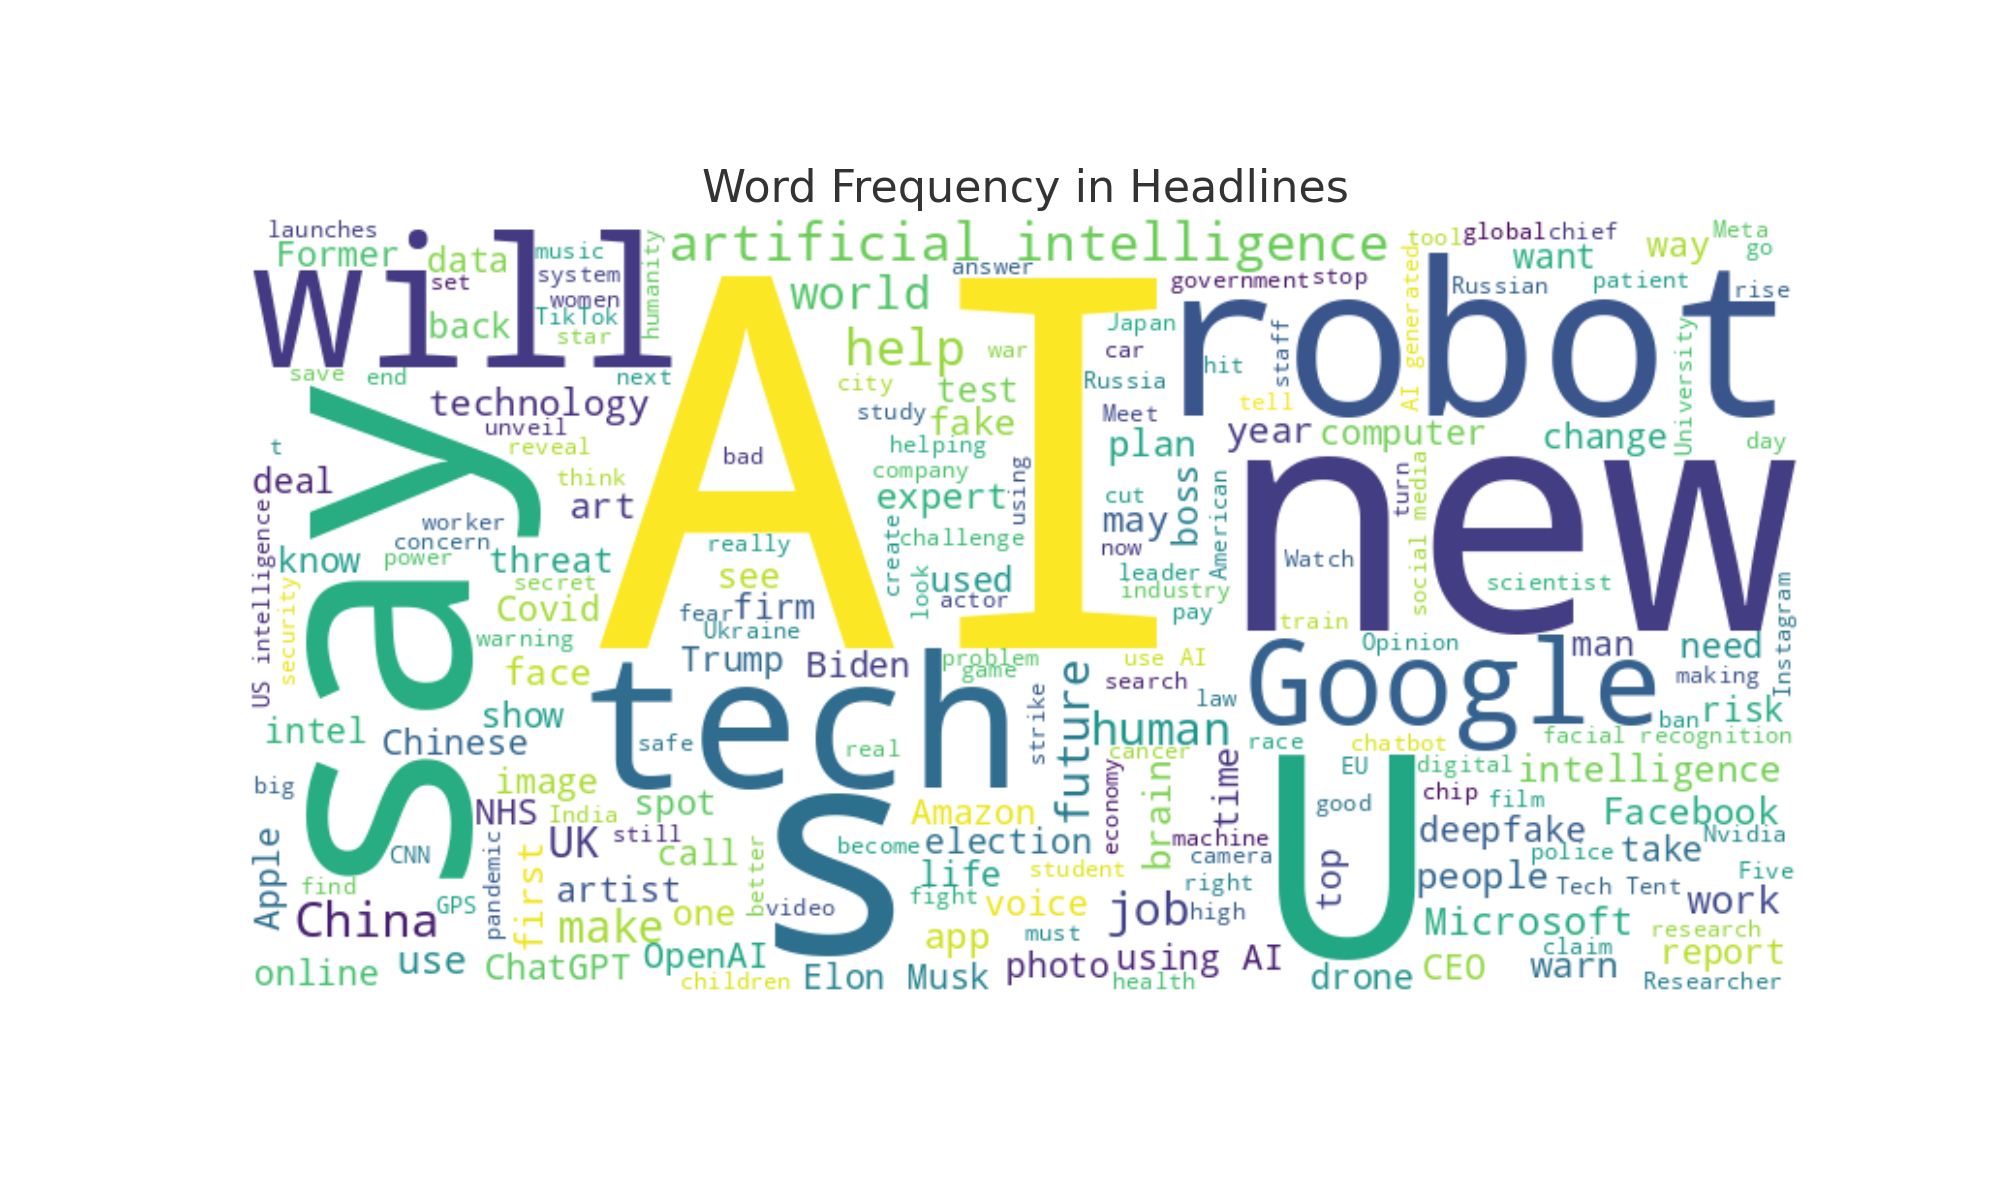 Word Frequency in Headlines
launches
Former
will
data
set
back
music
system
women
TikTok
star
humanity
artificial intelligence
answer
world
AI
help
war
city
test
study
fake
helping
company
expert
using
challenge
create
look
used
actor
tool
global
chief
want
way
Meta
go
government
stop
Russian
patient
rise
AI generated
robot
Japan
car
Russia
Meet
hit
staff
tell
University
plan
year
computer
change
day
save
end
next
technology
unveil
reveal
t
deal
say
think
art
worker
concern
know
power
threat
secret
Covid
warning
face
US intelligence
security
bad
really
see
fear
firm
Ukraine
Trump
Biden
problem
game
cut
may
now
boss
American
leader
industry
pay
new
turn
social media
Watch
scientist
train
Opinion
man
need
making
Instagram
use AI
search
law
Google
ban
risk
facial recognition
intel
show
Chinese
tech
safe
real
strike
future
human
cancer
race
chatbot
EU
digital
intelligence
big
image
NHS
India
spot
S
Amazon
economy
brain
time
U
good
chip
film
Facebook
Apple
CNN
pandemic
first
UK
still
call
better
become
election
life
student
machine
camera
right
top
deepfake
Nvidia
police
take
people
Tech Tent
Five
find
GPS
China
artist
make
one
video
fight
voice
job
high
Microsoft
work
research
online
use
ChatGPT
OpenAI
children
app
must
Elon Musk
photo
using AI
health
drone
CEO
claim
warn
report
Researcher